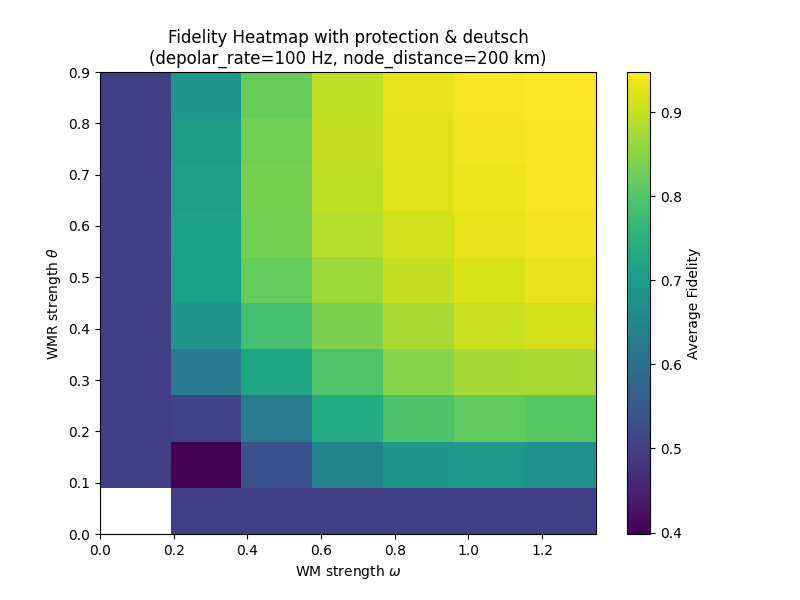 Fidelity Heatmap with protection & deutsch
(depolar_rate=100 Hz, node_distance=200 km)
0.9
0.8
0.7
0.6
0.5
0.4
0.3
0.2
0.1
0.0
WMR strength θ
0.0 0.2 0.4 0.6 0.8 1.0 1.2
WM strength ω
0.9
0.8
0.7
0.6
0.5
0.4
Average Fidelity